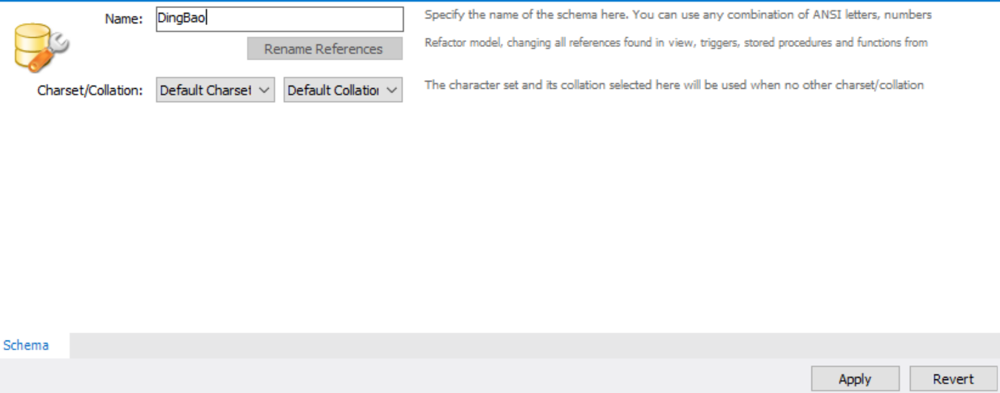 Name: DingBao Specify the name of the schema here. You can use any combination of ANSI letters, numbers
Rename References Refactor model, changing all references found in view, triggers, stored procedures and functions from
Charset/Collation: Default Charset Default Collation The character set and its collation selected here will be used when no other charset/collation
Schema
Apply Revert